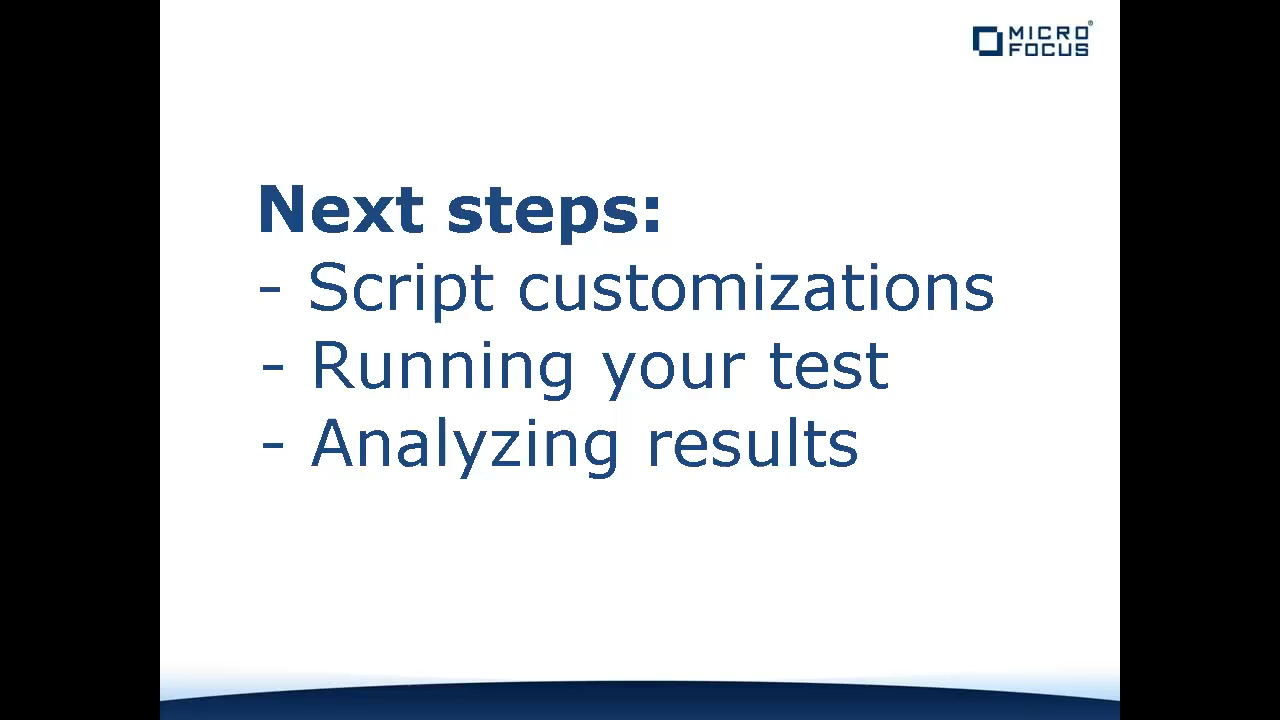 MICRO
FOCUS®
Next steps:
- Script customizations
- Running your test
- Analyzing results